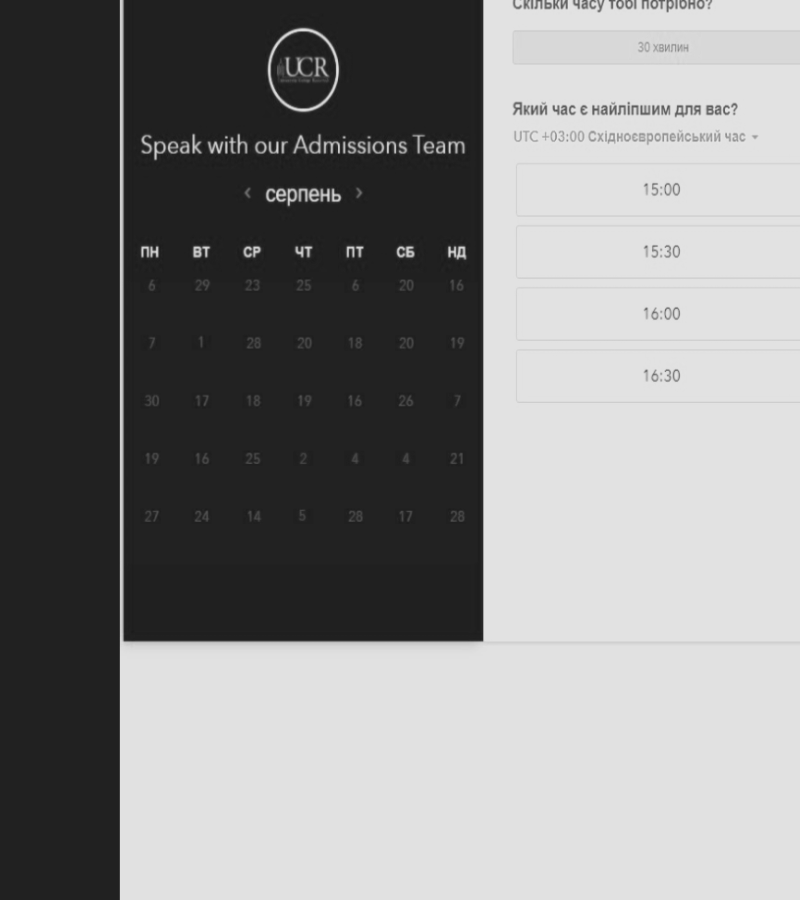 UCR
Speak with our Admissions Team
‹ серпень ›
ПН ВТ СР ЧТ ПТ СБ НД
6 29 23 25 6 20 16
7 1 28 20 18 20 19
30 17 18 19 16 26 7
19 16 25 2 4 4 21
27 24 14 5 28 17 28
Скільки часу тобі потрібно?
30 хвилин
Який час є найліпшим для вас?
UTC +03:00 Східноєвропейський час
15:00
15:30
16:00
16:30